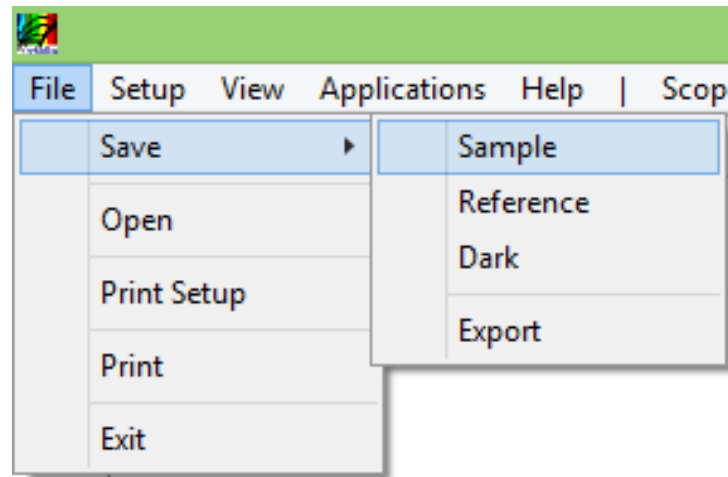 File Setup View Applications Help | Scop
Save
Sample
Reference
Open
Dark
Print Setup
Export
Print
Exit